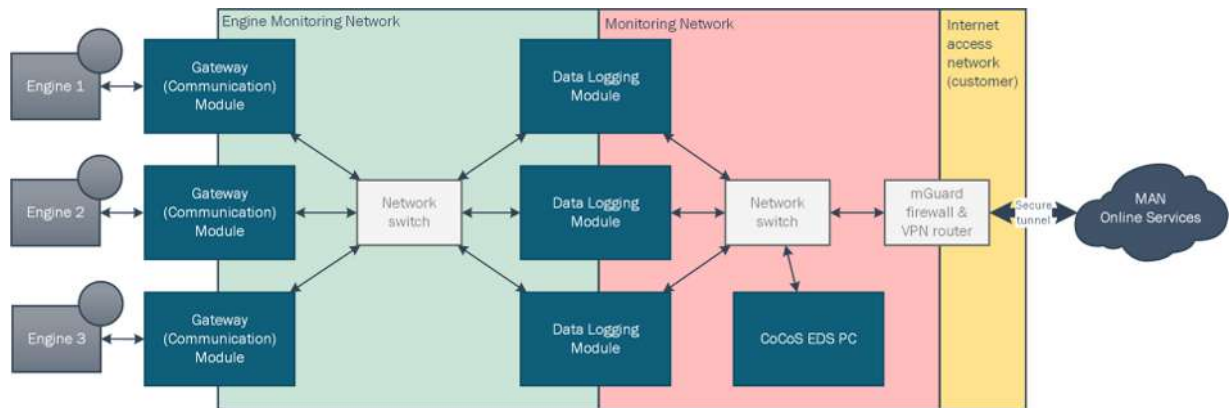 Engine Monitoring Network
Monitoring Network
Internet
access
network
(customer)
Engine 1
Gateway
(Communication)
Module
Data Logging
Module
Engine 2
Gateway
(Communication)
Module
Network
switch
Data Logging
Module
Network
switch
mGuard
firewall &
VPN router
Secure
tunnel
MAN
Online Services
Engine 3
Gateway
(Communication)
Module
Data Logging
Module
CoCoS EDS PC